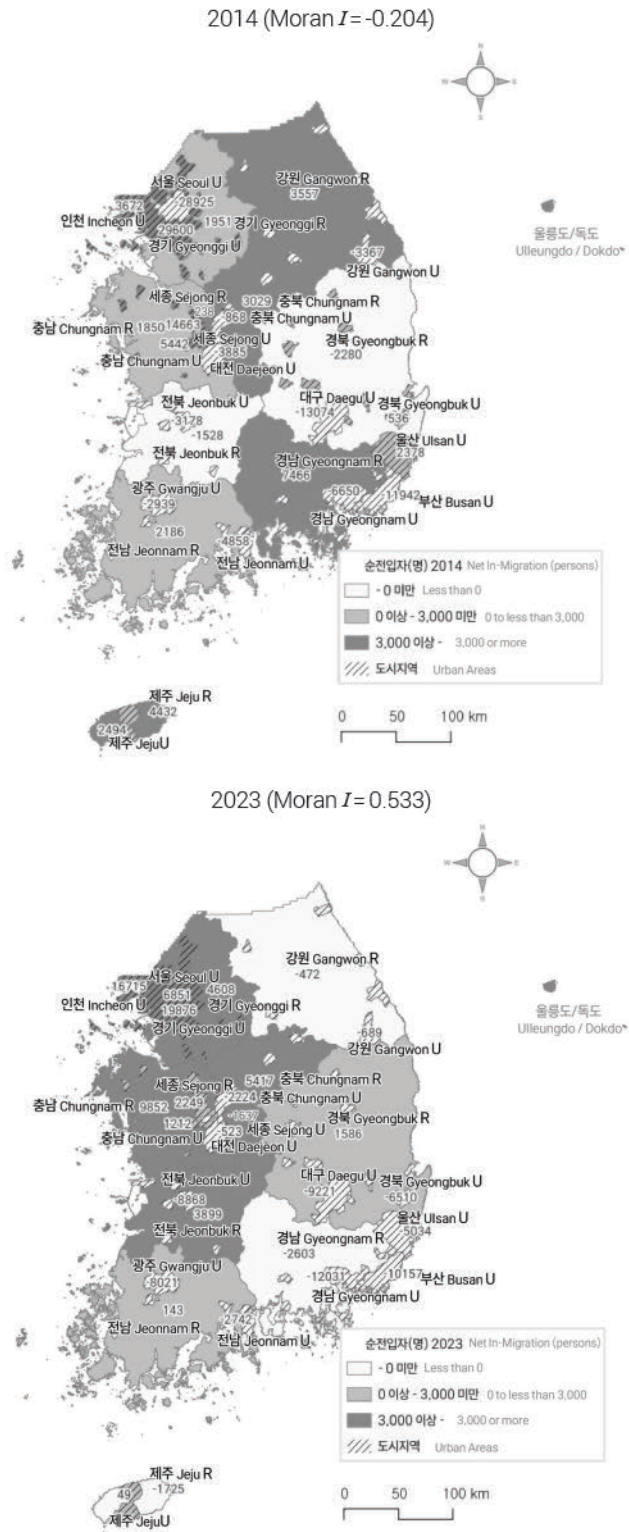 2014 (Moran I = -0.204)
N
W S
S
강원 Gangwon R
3557
서울 Seoul U
28925
3672
인천 Incheon U
29600
1951
경기 Gyeonggi R
경기 Gyeonggi U
울릉도/독도
Ulleungdo / Dokdo
-3367
강원 Gangwon U
세종 Sejong R
3029
충북 Chungnam R
238
-868
충북 Chungnam U
충남 Chungnam R
1850
14663
세종 Sejong U
경북 Gyeongbuk R
-2280
5442
3885
충남 Chungnam U
대전 Daejeon U
전북 Jeonbuk U
대구 Daegu U
-13074
경북 Gyeongbuk U
-3178
536
-1528
울산 Ulsan U
2378
전북 Jeonbuk R
경남 Gyeongnam R
7466
광주 Gwangju U
-2939
6650
-11942
부산 Busan U
경남 Gyeongnam U
2186
전남 Jeonnam R
-4858
전남 Jeonnam U
순전입자(명) 2014 Net In-Migration (persons)
- 0 미만 Less than 0
0 이상 - 3,000 미만 0 to less than 3,000
3,000 이상 - 3,000 or more
도시지역 Urban Areas
제주 Jeju R
4432
2494
제주 JejuU
0 50 100 km
2023 (Moran I = 0.533)
N
W E
S
강원 Gangwon R
-472
서울 Seoul U
-16715
6851
4608
인천 Incheon U
19876
경기 Gyeonggi R
경기 Gyeonggi U
울릉도/독도
Ulleungdo / Dokdo
-689
강원 Gangwon U
세종 Sejong R
5417
충북 Chungnam R
충남 Chungnam R
9852
2249
2224
충북 Chungnam U
1212
-1637
경북 Gyeongbuk R
1586
충남 Chungnam U
-523
세종 Sejong U
대전 Daejeon U
전북 Jeonbuk U
대구 Daegu U
-9221
경북 Gyeongbuk U
-6510
-8868
3899
울산 Ulsan U
-5034
전북 Jeonbuk R
경남 Gyeongnam R
-2603
광주 Gwangju U
-8021
-12031
-10157
부산 Busan U
경남 Gyeongnam U
143
전남 Jeonnam R
2742
전남 Jeonnam U
순전입자(명) 2023 Net In-Migration (persons)
- 0 미만 Less than 0
0 이상 - 3,000 미만 0 to less than 3,000
3,000 이상 - 3,000 or more
도시지역 Urban Areas
제주 Jeju R
-1725
49
제주 JejuU
0 50 100 km